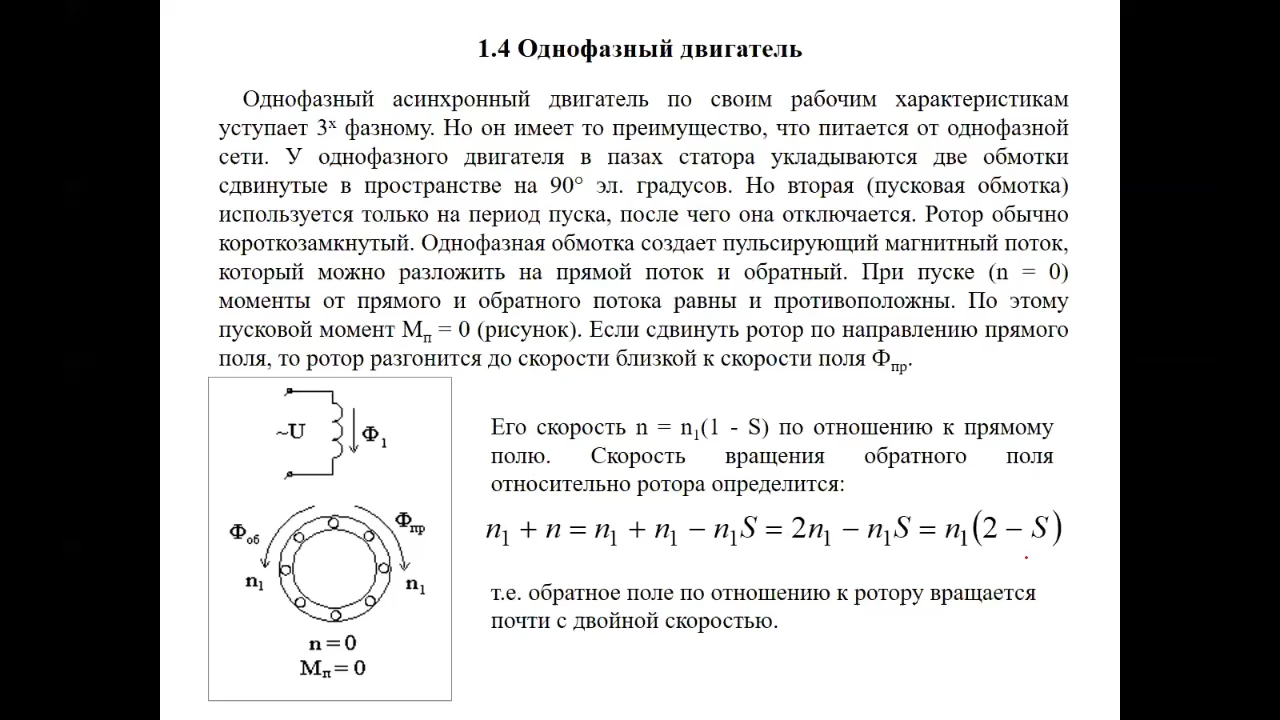 1.4 Однофазный двигатель
Однофазный асинхронный двигатель по своим рабочим характеристикам
уступает 3ˣ фазному. Но он имеет то преимущество, что питается от однофазной
сети. У однофазного двигателя в пазах статора укладываются две обмотки
сдвинутые в пространстве на 90° эл. градусов. Но вторая (пусковая обмотка)
используется только на период пуска, после чего она отключается. Ротор обычно
короткозамкнутый. Однофазная обмотка создает пульсирующий магнитный поток,
который можно разложить на прямой поток и обратный. При пуске (n = 0)
моменты от прямого и обратного потока равны и противоположны. По этому
пусковой момент Mп = 0 (рисунок). Если сдвинуть ротор по направлению прямого
поля, то ротор разгонится до скорости близкой к скорости поля Фпр.
~U
Ф₁
Фоб
Фпр
n₁
n₁
n = 0
Mп = 0
Его скорость n = n₁(1 - S) по отношению к прямому
полю. Скорость вращения обратного поля
относительно ротора определится:
n₁ + n = n₁ + n₁ − n₁S = 2n₁ − n₁S = n₁(2 − S)
т.е. обратное поле по отношению к ротору вращается
почти с двойной скоростью.